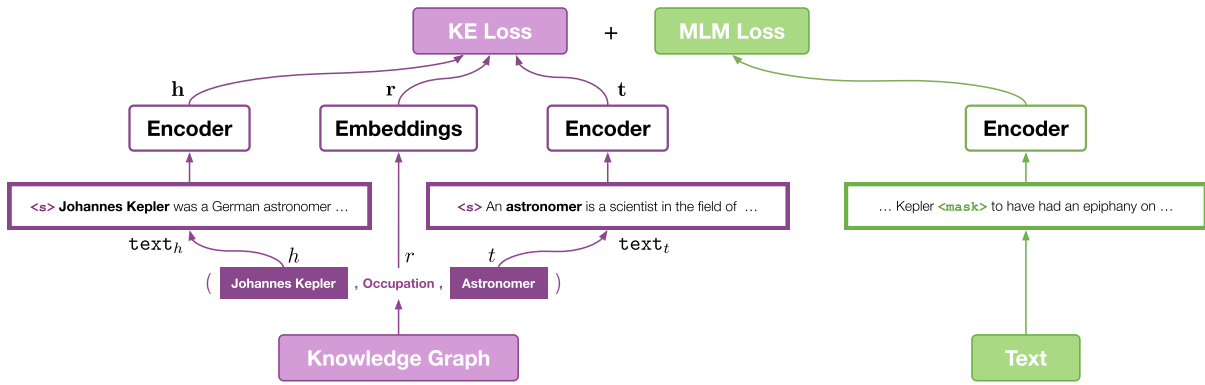 KE Loss + MLM Loss
h r t
Encoder Embeddings Encoder Encoder
<s> Johannes Kepler was a German astronomer ...
<s> An astronomer is a scientist in the field of ...
... Kepler <mask> to have had an epiphany on ...
text_h h r t text_t
( Johannes Kepler , Occupation , Astronomer )
Knowledge Graph Text